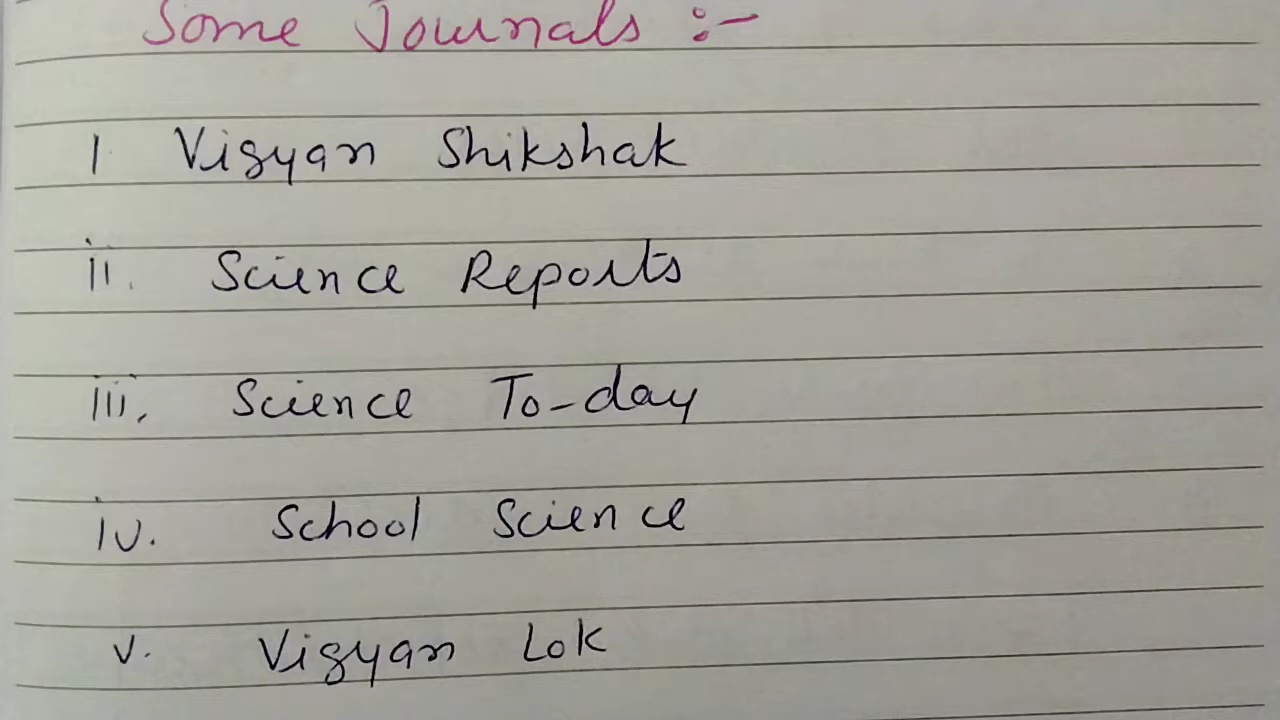 Some Journals :-
i Vigyan Shikshak
ii. Science Reports
iii. Science To-day
iv. School Science
v. Vigyan Lok